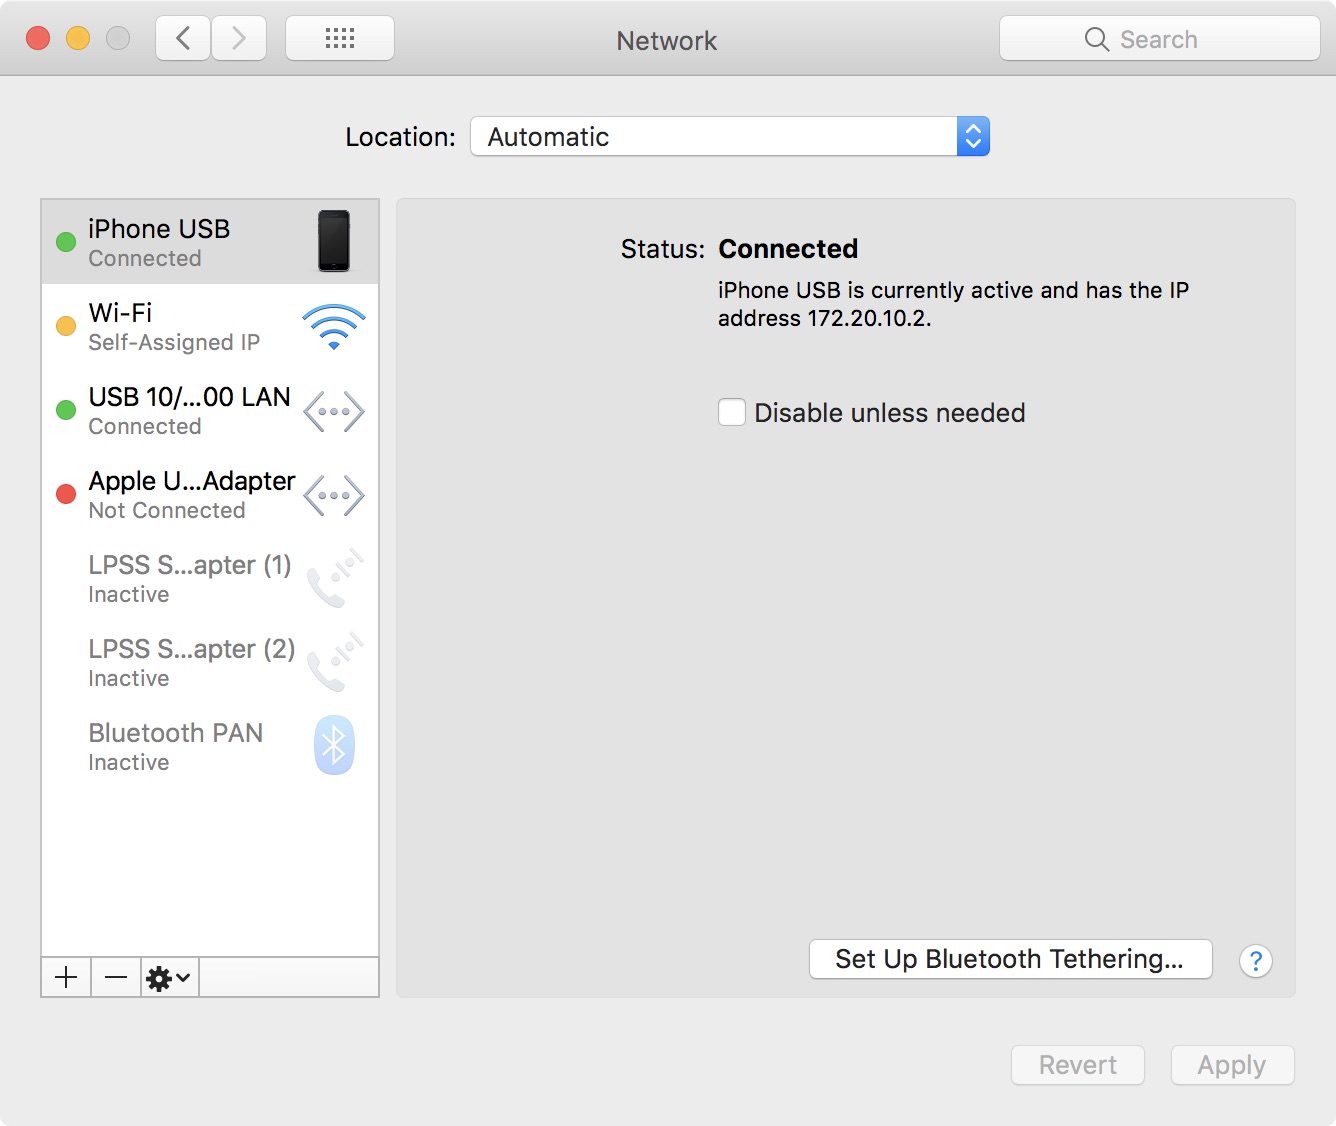 Network
Search
Location: Automatic
iPhone USB
Connected
Wi-Fi
Self-Assigned IP
USB 10/...00 LAN
Connected
Apple U...Adapter
Not Connected
LPSS S...apter (1)
Inactive
LPSS S...apter (2)
Inactive
Bluetooth PAN
Inactive
Status: Connected
iPhone USB is currently active and has the IP
address 172.20.10.2.
Disable unless needed
Set Up Bluetooth Tethering...
?
Revert
Apply